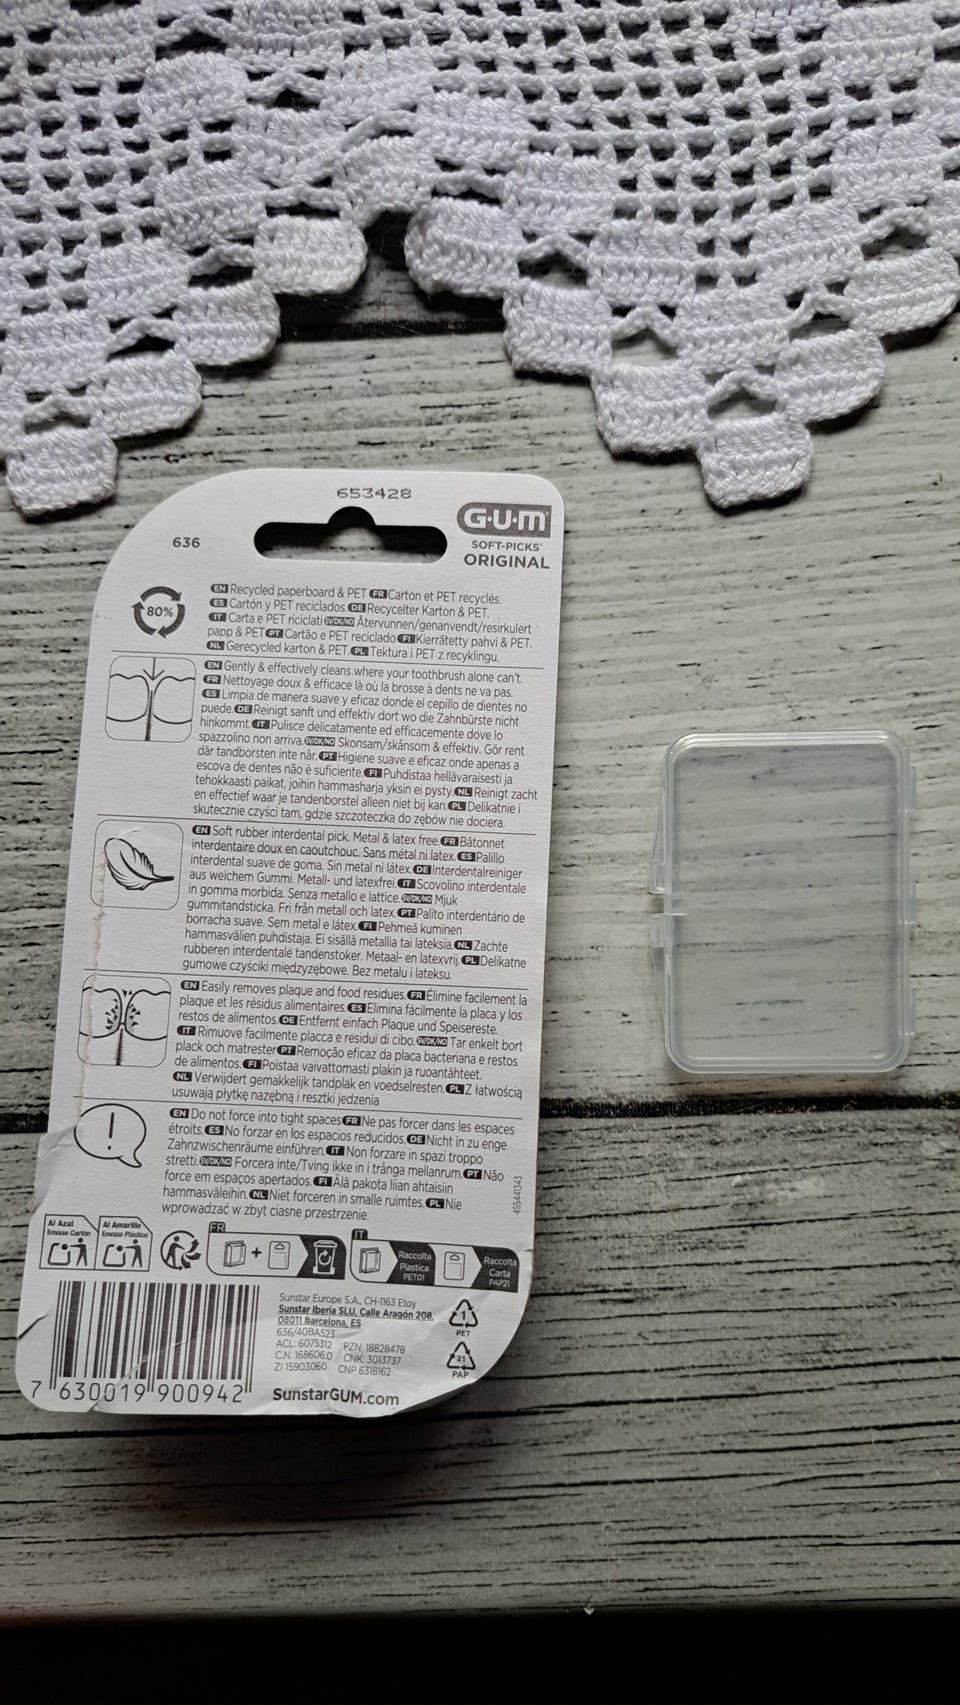 653428
636
G·U·M
SOFT-PICKS®
ORIGINAL
80%
EN Recycled paperboard & PET FR Carton et PET recyclés.
ES Cartón y PET reciclados. DE Recycelter Karton & PET.
IT Carta e PET riciclati SV/DK/NO Återvunnen/genanvendt/resirkulert
papp & PET PT Cartão e PET reciclado FI Kierrätetty pahvi & PET.
NL Gerecycled karton & PET. PL Tektura i PET z recyklingu.
EN Gently & effectively cleans where your toothbrush alone can't.
FR Nettoyage doux & efficace là où la brosse à dents ne va pas.
ES Limpia de manera suave y eficaz donde el cepillo de dientes no
puede. DE Reinigt sanft und effektiv dort wo die Zahnbürste nicht
hinkommt. IT Pulisce delicatamente ed efficacemente dove lo
spazzolino non arriva. SV/DK/NO Skonsam/skånsom & effektiv. Gör rent
där tandborsten inte når. PT Higiene suave e eficaz onde apenas a
escova de dentes não é suficiente. FI Puhdistaa hellävaraisesti ja
tehokkaasti paikat, joihin hammasharja yksin ei pysty. NL Reinigt zacht
en effectief waar je tandenborstel alleen niet bij kan. PL Delikatnie i
skutecznie czyści tam, gdzie szczoteczka do zębów nie dociera.
EN Soft rubber interdental pick. Metal & latex free. FR Bâtonnet
interdentaire doux en caoutchouc. Sans métal ni latex. ES Palillo
interdental suave de goma. Sin metal ni látex. DE Interdentalreiniger
aus weichem Gummi. Metall- und latexfrei. IT Scovolino interdentale
in gomma morbida. Senza metallo e lattice. SV/DK/NO Mjuk
gummitandsticka. Fri från metall och latex. PT Palito interdentário de
borracha suave. Sem metal e látex. FI Pehmeä kuminen
hammasvälien puhdistaja. Ei sisällä metallia tai lateksia. NL Zachte
rubberen interdentale tandenstoker. Metaal- en latexvrij. PL Delikatne
gumowe czyściki międzyzębowe. Bez metalu i lateksu.
EN Easily removes plaque and food residues. FR Élimine facilement la
plaque et les résidus alimentaires. ES Elimina fácilmente la placa y los
restos de alimentos. DE Entfernt einfach Plaque und Speisereste.
IT Rimuove facilmente placca e residui di cibo. SV/DK/NO Tar enkelt bort
plack och matrester PT Remoção eficaz da placa bacteriana e restos
de alimentos. FI Poistaa vaivattomasti plakin ja ruoantähteet.
NL Verwijdert gemakkelijk tandplak en voedselresten. PL Z łatwością
usuwają płytkę nazębną i resztki jedzenia
!
EN Do not force into tight spaces FR Ne pas forcer dans les espaces
étroits. ES No forzar en los espacios reducidos. DE Nicht in zu enge
Zahnzwischenräume einführen. IT Non forzare in spazi troppo
stretti. SV/DK/NO Forcera inte/Tving ikke in i trånga mellanrum. PT Não
force em espaços apertados. FI Älä pakota liian ahtaisiin
hammasväleihin. NL Niet forceren in smalle ruimtes. PL Nie
wprowadzać w zbyt ciasne przestrzenie.
455441343
Al Azul
Envase Cartón
Al Amarillo
Envase Plástico
FR
+
IT
Raccolta
Plastica
PET01
Raccolta
Carta
PAP21
Sunstar Europe S.A., CH-1163 Etoy
Sunstar Iberia SLU, Calle Aragón 208,
08011 Barcelona, ES
636/40BA523
ACL: 6075312 PZN: 18828478
C.N. 168606.0 CNK: 3013737
ZI 15903060 CNP 6318162
1
PET
21
PAP
7 630019 900942
SunstarGUM.com